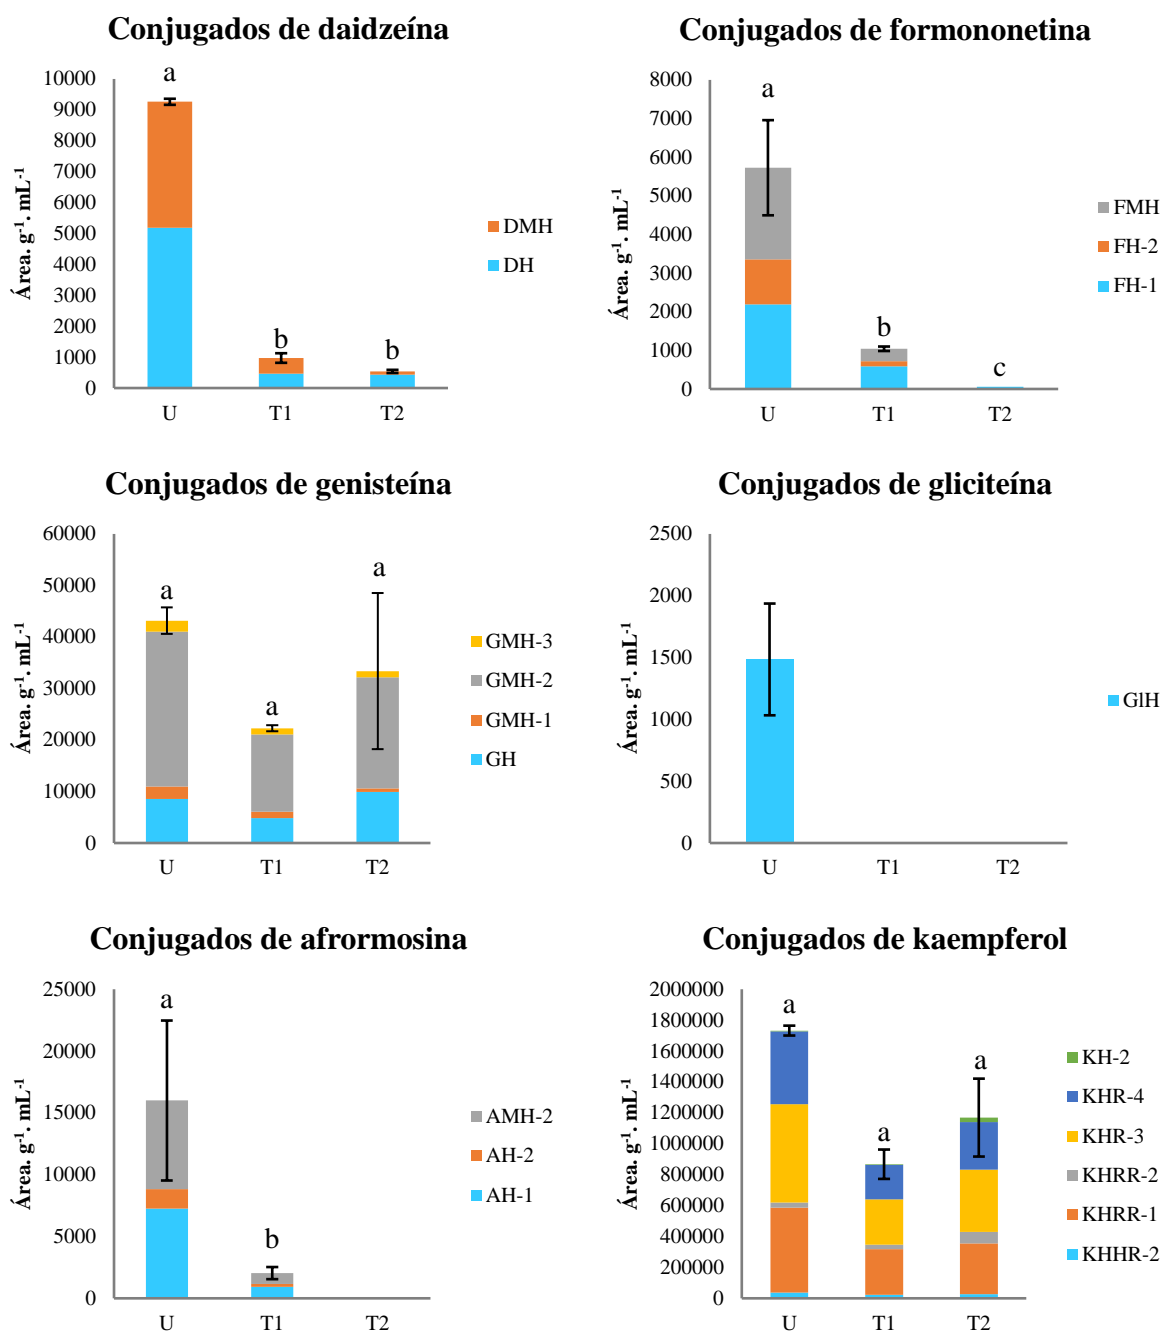 Conjugados de daidzeína
10000
9000
8000
7000
6000
5000
4000
3000
2000
1000
0
Área. g⁻¹. mL⁻¹
a
b
b
U T1 T2
DMH
DH
Conjugados de formononetina
8000
7000
6000
5000
4000
3000
2000
1000
0
Área. g⁻¹. mL⁻¹
a
b
c
U T1 T2
FMH
FH-2
FH-1
Conjugados de genisteína
60000
50000
40000
30000
20000
10000
0
Área. g⁻¹. mL⁻¹
a
a
a
U T1 T2
GMH-3
GMH-2
GMH-1
GH
Conjugados de gliciteína
2500
2000
1500
1000
500
0
Área. g⁻¹. mL⁻¹
U T1 T2
GlH
Conjugados de afrormosina
25000
20000
15000
10000
5000
0
Área. g⁻¹. mL⁻¹
a
b
U T1 T2
AMH-2
AH-2
AH-1
Conjugados de kaempferol
2000000
1800000
1600000
1400000
1200000
1000000
800000
600000
400000
200000
0
Área. g⁻¹. mL⁻¹
a
a
a
U T1 T2
KH-2
KHR-4
KHR-3
KHRR-2
KHRR-1
KHHR-2